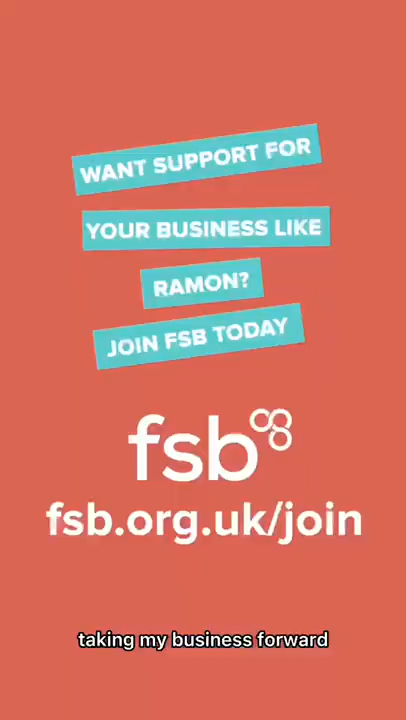 WANT SUPPORT FOR
YOUR BUSINESS LIKE
RAMON?
JOIN FSB TODAY
fsb
fsb.org.uk/join
taking my business forward